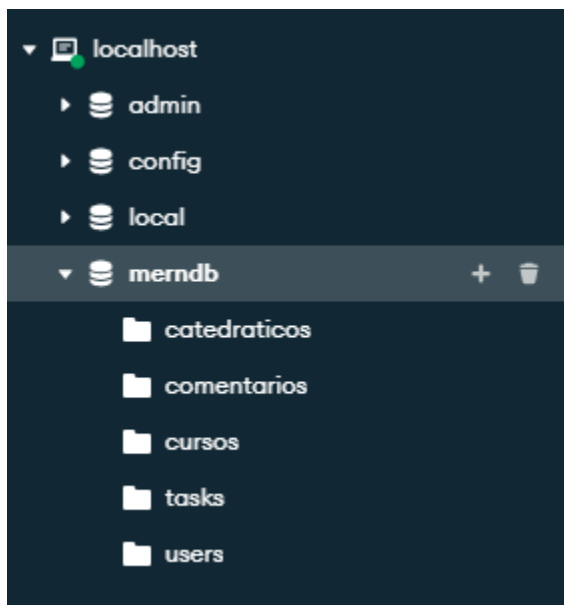 localhost
admin
config
local
merndb
catedraticos
comentarios
cursos
tasks
users